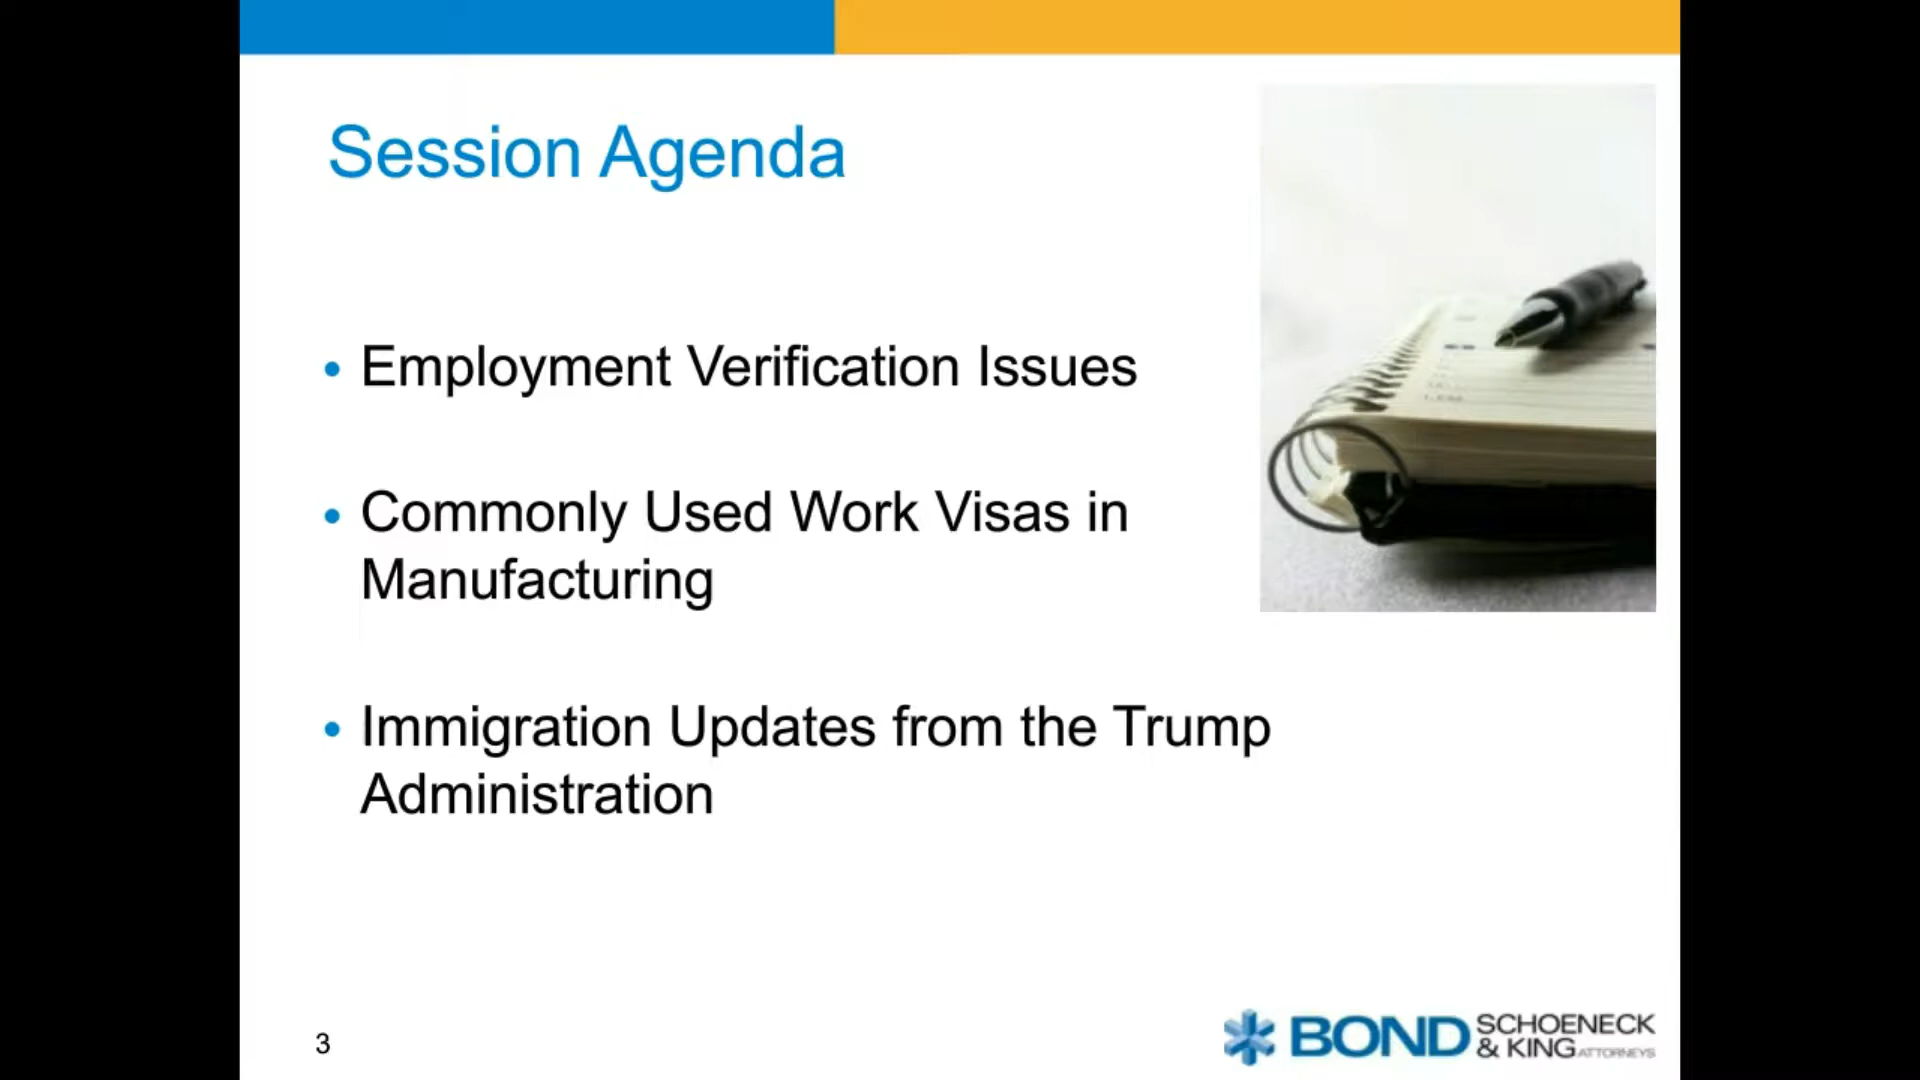 Session Agenda
• Employment Verification Issues
• Commonly Used Work Visas in
Manufacturing
• Immigration Updates from the Trump
Administration
3
BOND SCHOENECK
& KING ATTORNEYS